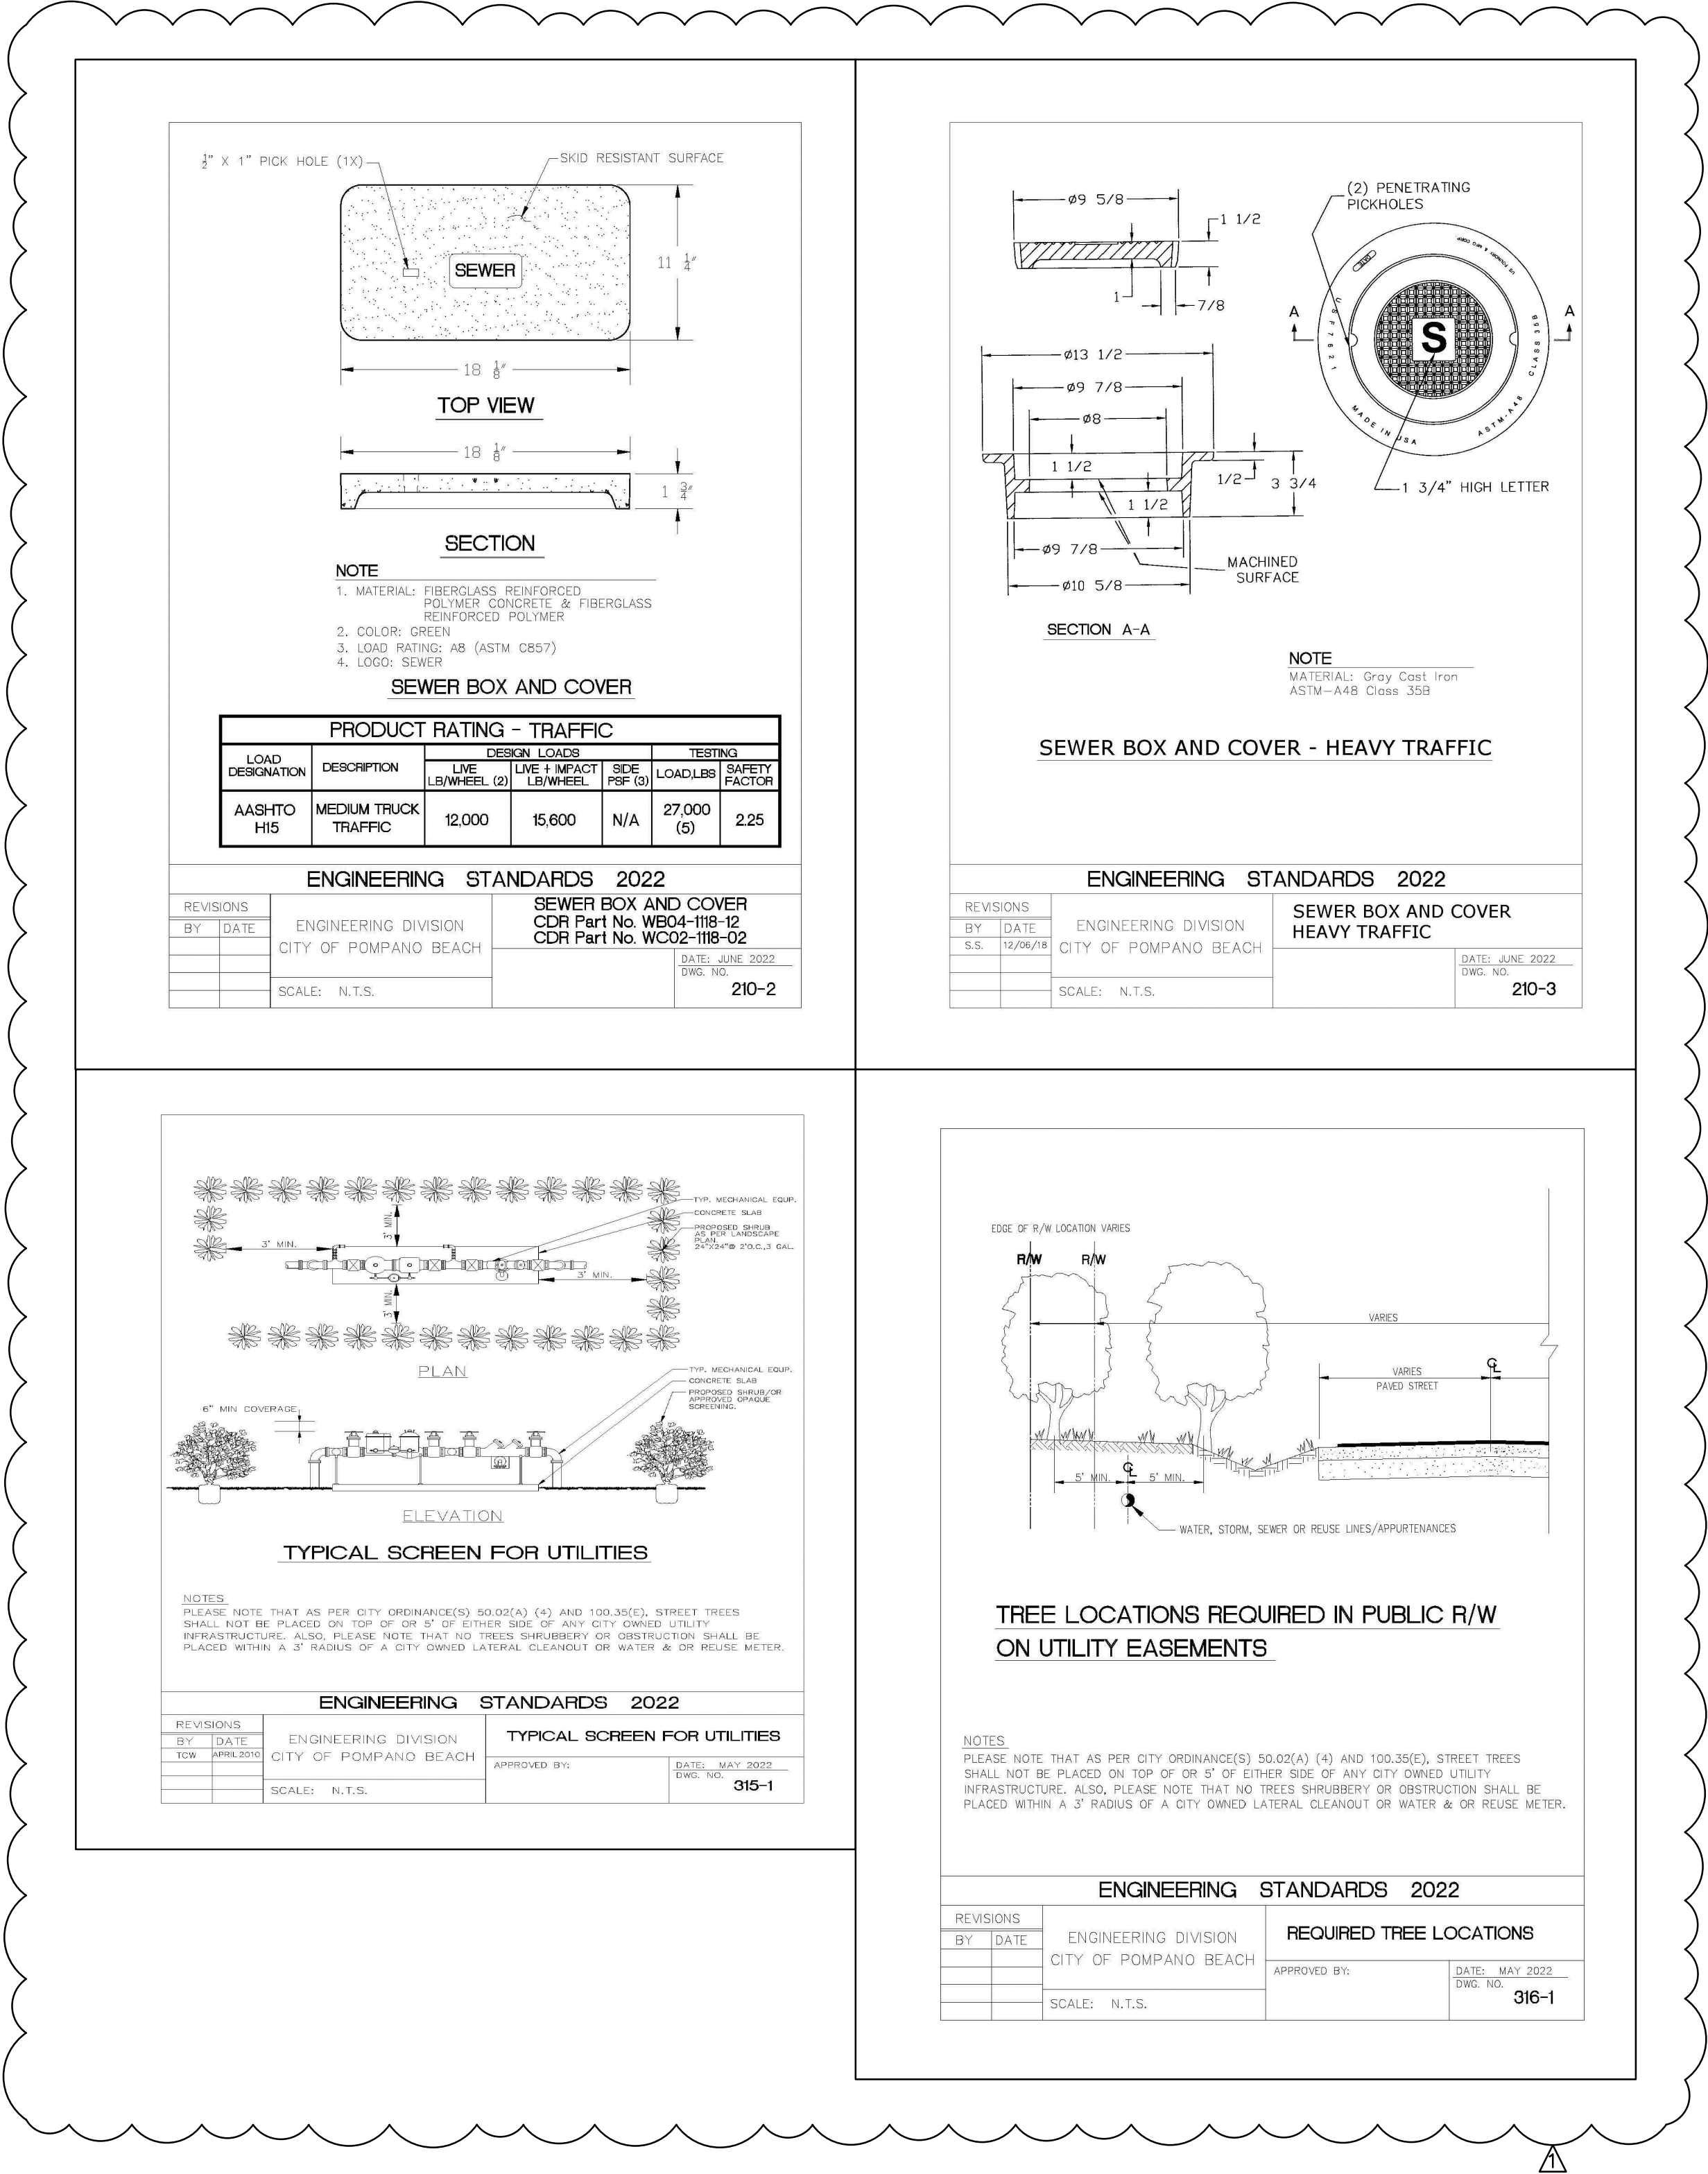 ½" X 1" PICK HOLE (1X)
SKID RESISTANT SURFACE
SEWER
11 ¼"
18 ⅛"
TOP VIEW
18 ⅛"
1 ¾"
SECTION
NOTE
1. MATERIAL: FIBERGLASS REINFORCED
POLYMER CONCRETE & FIBERGLASS
REINFORCED POLYMER
2. COLOR: GREEN
3. LOAD RATING: A8 (ASTM C857)
4. LOGO: SEWER
SEWER BOX AND COVER
PRODUCT RATING - TRAFFIC
LOAD DESIGNATION DESCRIPTION DESIGN LOADS TESTING
LIVE LB/WHEEL (2) LIVE + IMPACT LB/WHEEL SIDE PSF (3) LOAD,LBS SAFETY FACTOR
AASHTO H15 MEDIUM TRUCK TRAFFIC 12,000 15,600 N/A 27,000 (5) 2.25
ENGINEERING STANDARDS 2022
REVISIONS
BY DATE
ENGINEERING DIVISION
CITY OF POMPANO BEACH
SCALE: N.T.S.
SEWER BOX AND COVER
CDR Part No. WB04-1118-12
CDR Part No. WC02-1118-02
DATE: JUNE 2022
DWG. NO.
210-2
Ø9 5/8
1 1/2
1
7/8
(2) PENETRATING
PICKHOLES
US FOUNDRY & MFG CORP
DATE
USF 7621
MADE IN USA
ASTM-A48
CLASS 35B
S
A
A
1 3/4" HIGH LETTER
Ø13 1/2
Ø9 7/8
Ø8
1 1/2
1/2
3 3/4
1 1/2
Ø9 7/8
Ø10 5/8
MACHINED
SURFACE
SECTION A-A
NOTE
MATERIAL: Gray Cast Iron
ASTM-A48 Class 35B
SEWER BOX AND COVER - HEAVY TRAFFIC
ENGINEERING STANDARDS 2022
REVISIONS
BY DATE
S.S. 12/06/18
ENGINEERING DIVISION
CITY OF POMPANO BEACH
SCALE: N.T.S.
SEWER BOX AND COVER
HEAVY TRAFFIC
DATE: JUNE 2022
DWG. NO.
210-3
3' MIN.
3' MIN.
3' MIN.
3' MIN.
TYP. MECHANICAL EQUP.
CONCRETE SLAB
PROPOSED SHRUB
AS PER LANDSCAPE
PLAN.
24"X24"@ 2'O.C.,3 GAL.
PLAN
TYP. MECHANICAL EQUP.
CONCRETE SLAB
PROPOSED SHRUB/OR
APPROVED OPAQUE
SCREENING.
6" MIN COVERAGE
ELEVATION
TYPICAL SCREEN FOR UTILITIES
NOTES
PLEASE NOTE THAT AS PER CITY ORDINANCE(S) 50.02(A) (4) AND 100.35(E), STREET TREES
SHALL NOT BE PLACED ON TOP OF OR 5' OF EITHER SIDE OF ANY CITY OWNED UTILITY
INFRASTRUCTURE. ALSO, PLEASE NOTE THAT NO TREES SHRUBBERY OR OBSTRUCTION SHALL BE
PLACED WITHIN A 3' RADIUS OF A CITY OWNED LATERAL CLEANOUT OR WATER & OR REUSE METER.
ENGINEERING STANDARDS 2022
REVISIONS
BY DATE
TCW APRIL 2010
ENGINEERING DIVISION
CITY OF POMPANO BEACH
SCALE: N.T.S.
TYPICAL SCREEN FOR UTILITIES
APPROVED BY:
DATE: MAY 2022
DWG. NO.
315-1
EDGE OF R/W LOCATION VARIES
R/W R/W
VARIES
VARIES
PAVED STREET
CL
CL
5' MIN. 5' MIN.
WATER, STORM, SEWER OR REUSE LINES/APPURTENANCES
TREE LOCATIONS REQUIRED IN PUBLIC R/W
ON UTILITY EASEMENTS
NOTES
PLEASE NOTE THAT AS PER CITY ORDINANCE(S) 50.02(A) (4) AND 100.35(E), STREET TREES
SHALL NOT BE PLACED ON TOP OF OR 5' OF EITHER SIDE OF ANY CITY OWNED UTILITY
INFRASTRUCTURE. ALSO, PLEASE NOTE THAT NO TREES SHRUBBERY OR OBSTRUCTION SHALL BE
PLACED WITHIN A 3' RADIUS OF A CITY OWNED LATERAL CLEANOUT OR WATER & OR REUSE METER.
ENGINEERING STANDARDS 2022
REVISIONS
BY DATE
ENGINEERING DIVISION
CITY OF POMPANO BEACH
SCALE: N.T.S.
REQUIRED TREE LOCATIONS
APPROVED BY:
DATE: MAY 2022
DWG. NO.
316-1
1